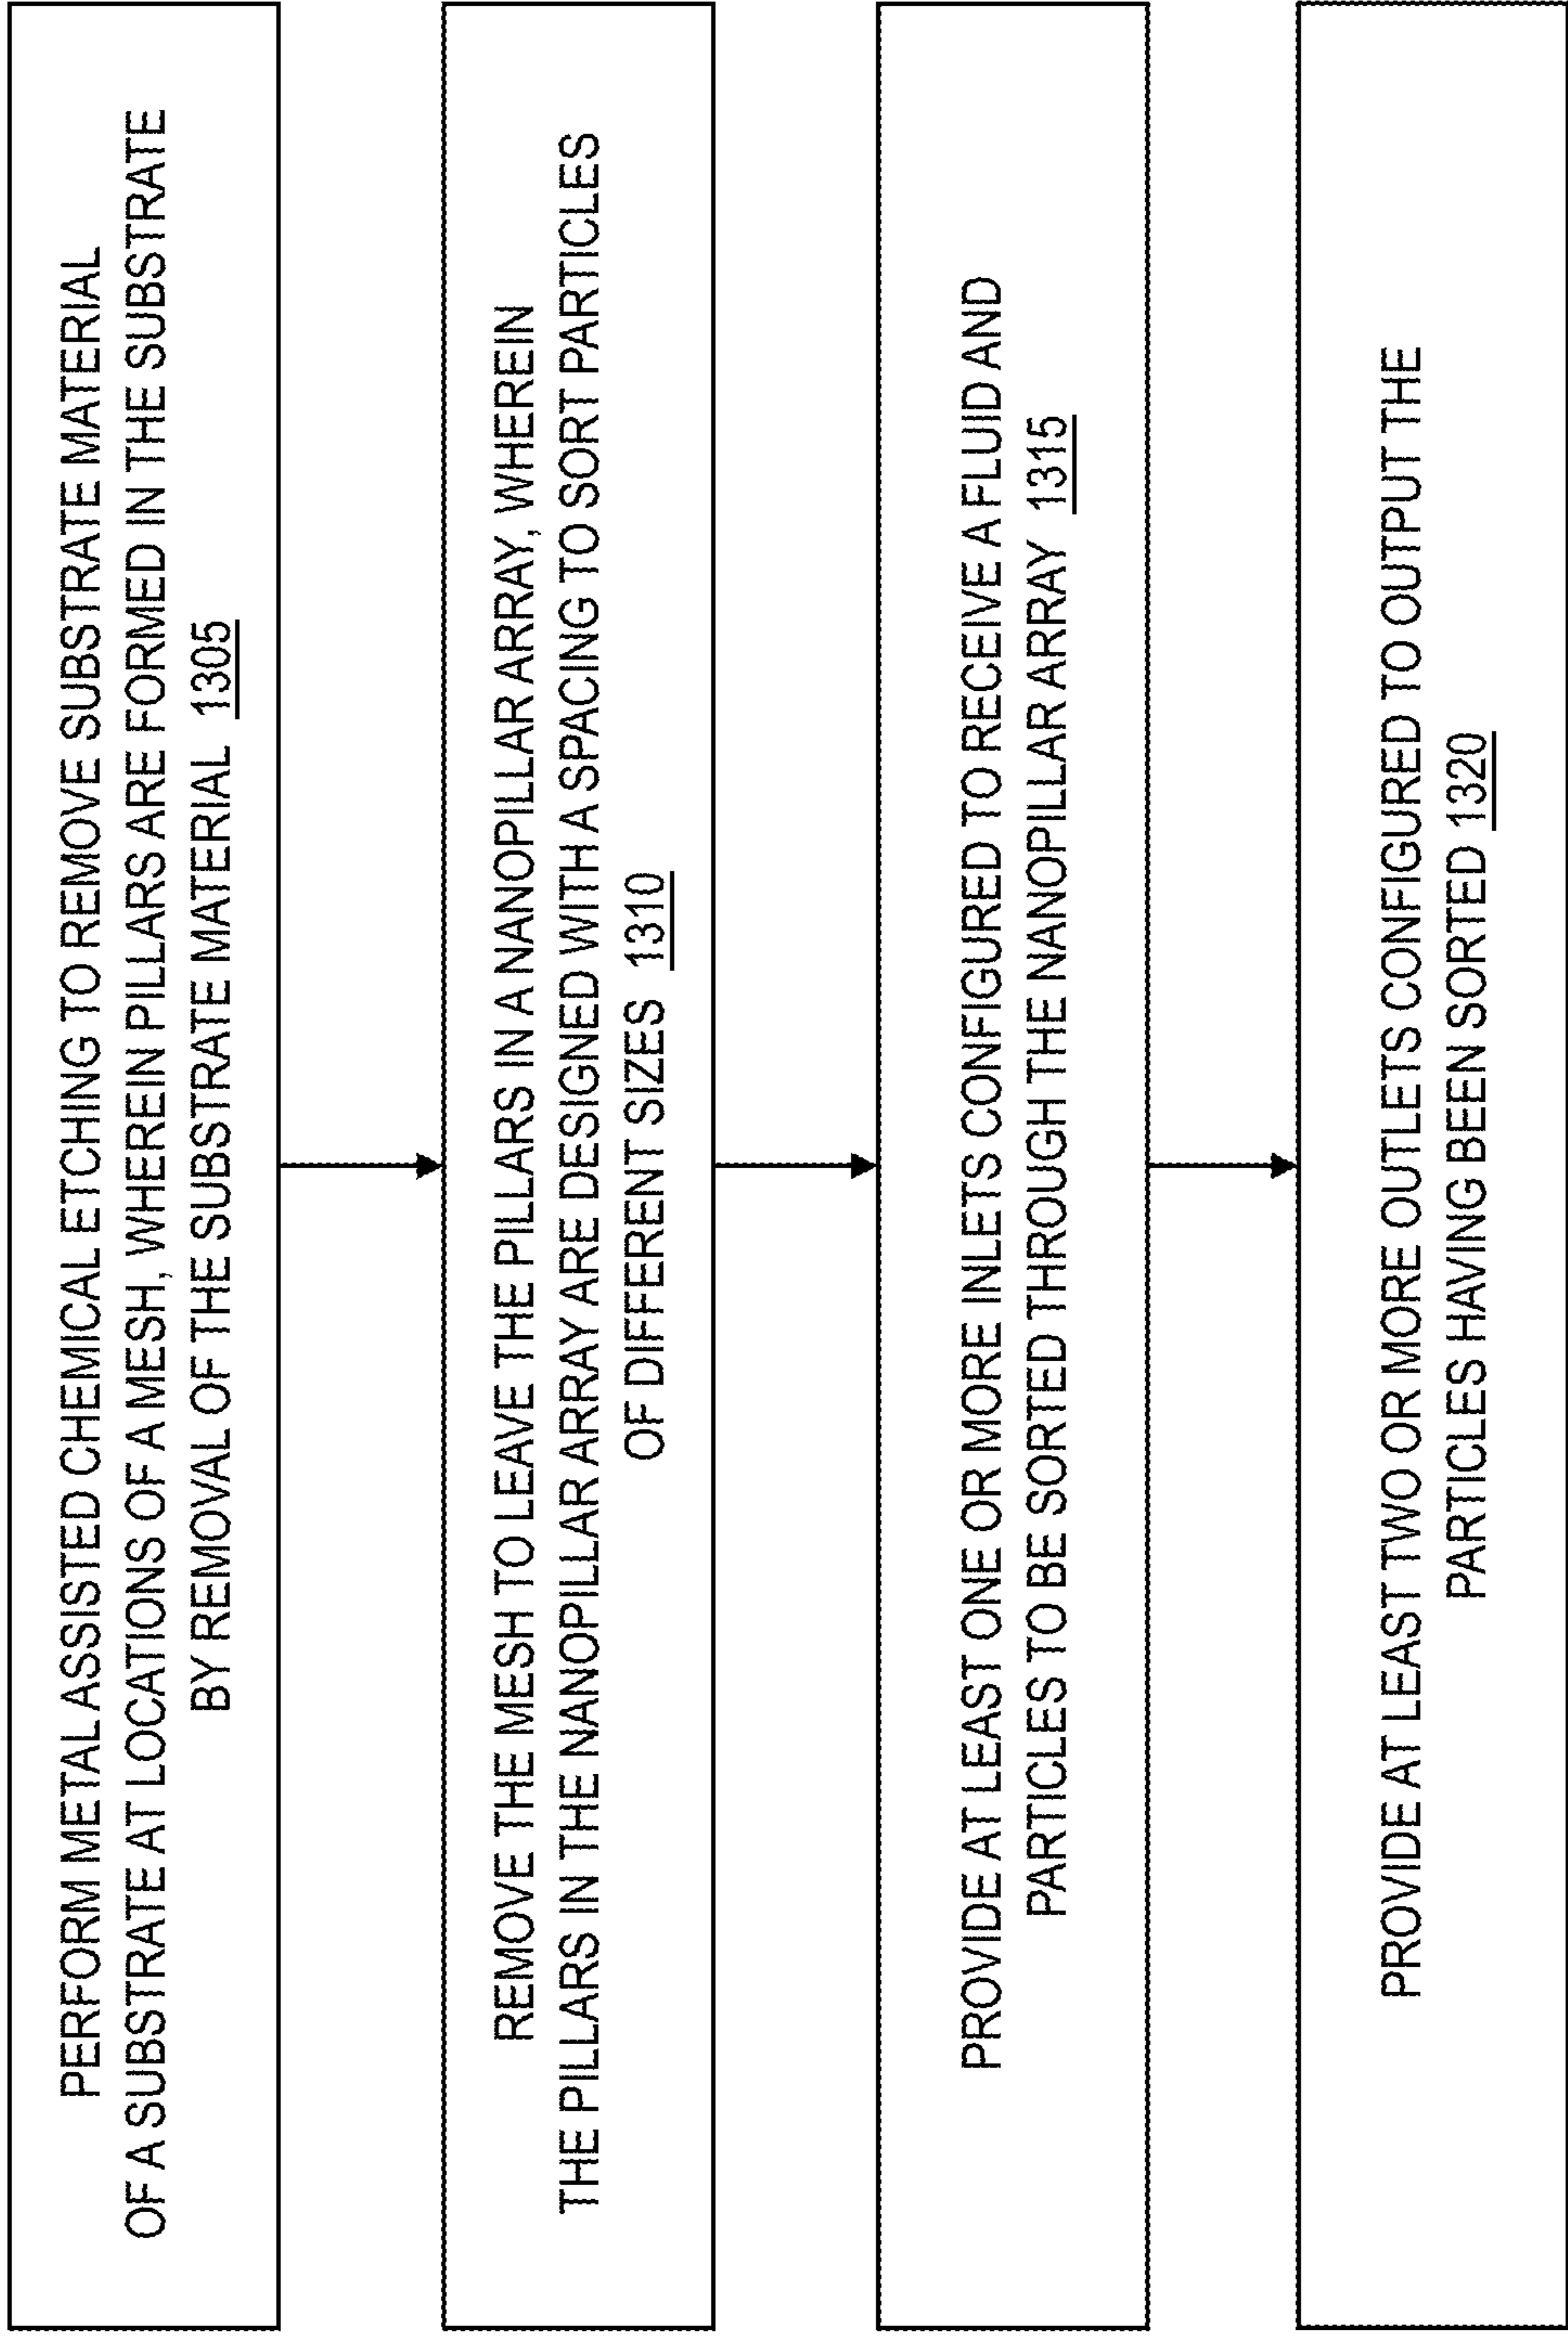 PERFORM METAL ASSISTED CHEMICAL ETCHING TO REMOVE SUBSTRATE MATERIAL
OF A SUBSTRATE AT LOCATIONS OF A MESH, WHEREIN PILLARS ARE FORMED IN THE SUBSTRATE
BY REMOVAL OF THE SUBSTRATE MATERIAL 1305
REMOVE THE MESH TO LEAVE THE PILLARS IN A NANOPILLAR ARRAY, WHEREIN
THE PILLARS IN THE NANOPILLAR ARRAY ARE DESIGNED WITH A SPACING TO SORT PARTICLES
OF DIFFERENT SIZES 1310
PROVIDE AT LEAST ONE OR MORE INLETS CONFIGURED TO RECEIVE A FLUID AND
PARTICLES TO BE SORTED THROUGH THE NANOPILLAR ARRAY 1315
PROVIDE AT LEAST TWO OR MORE OUTLETS CONFIGURED TO OUTPUT THE
PARTICLES HAVING BEEN SORTED 1320